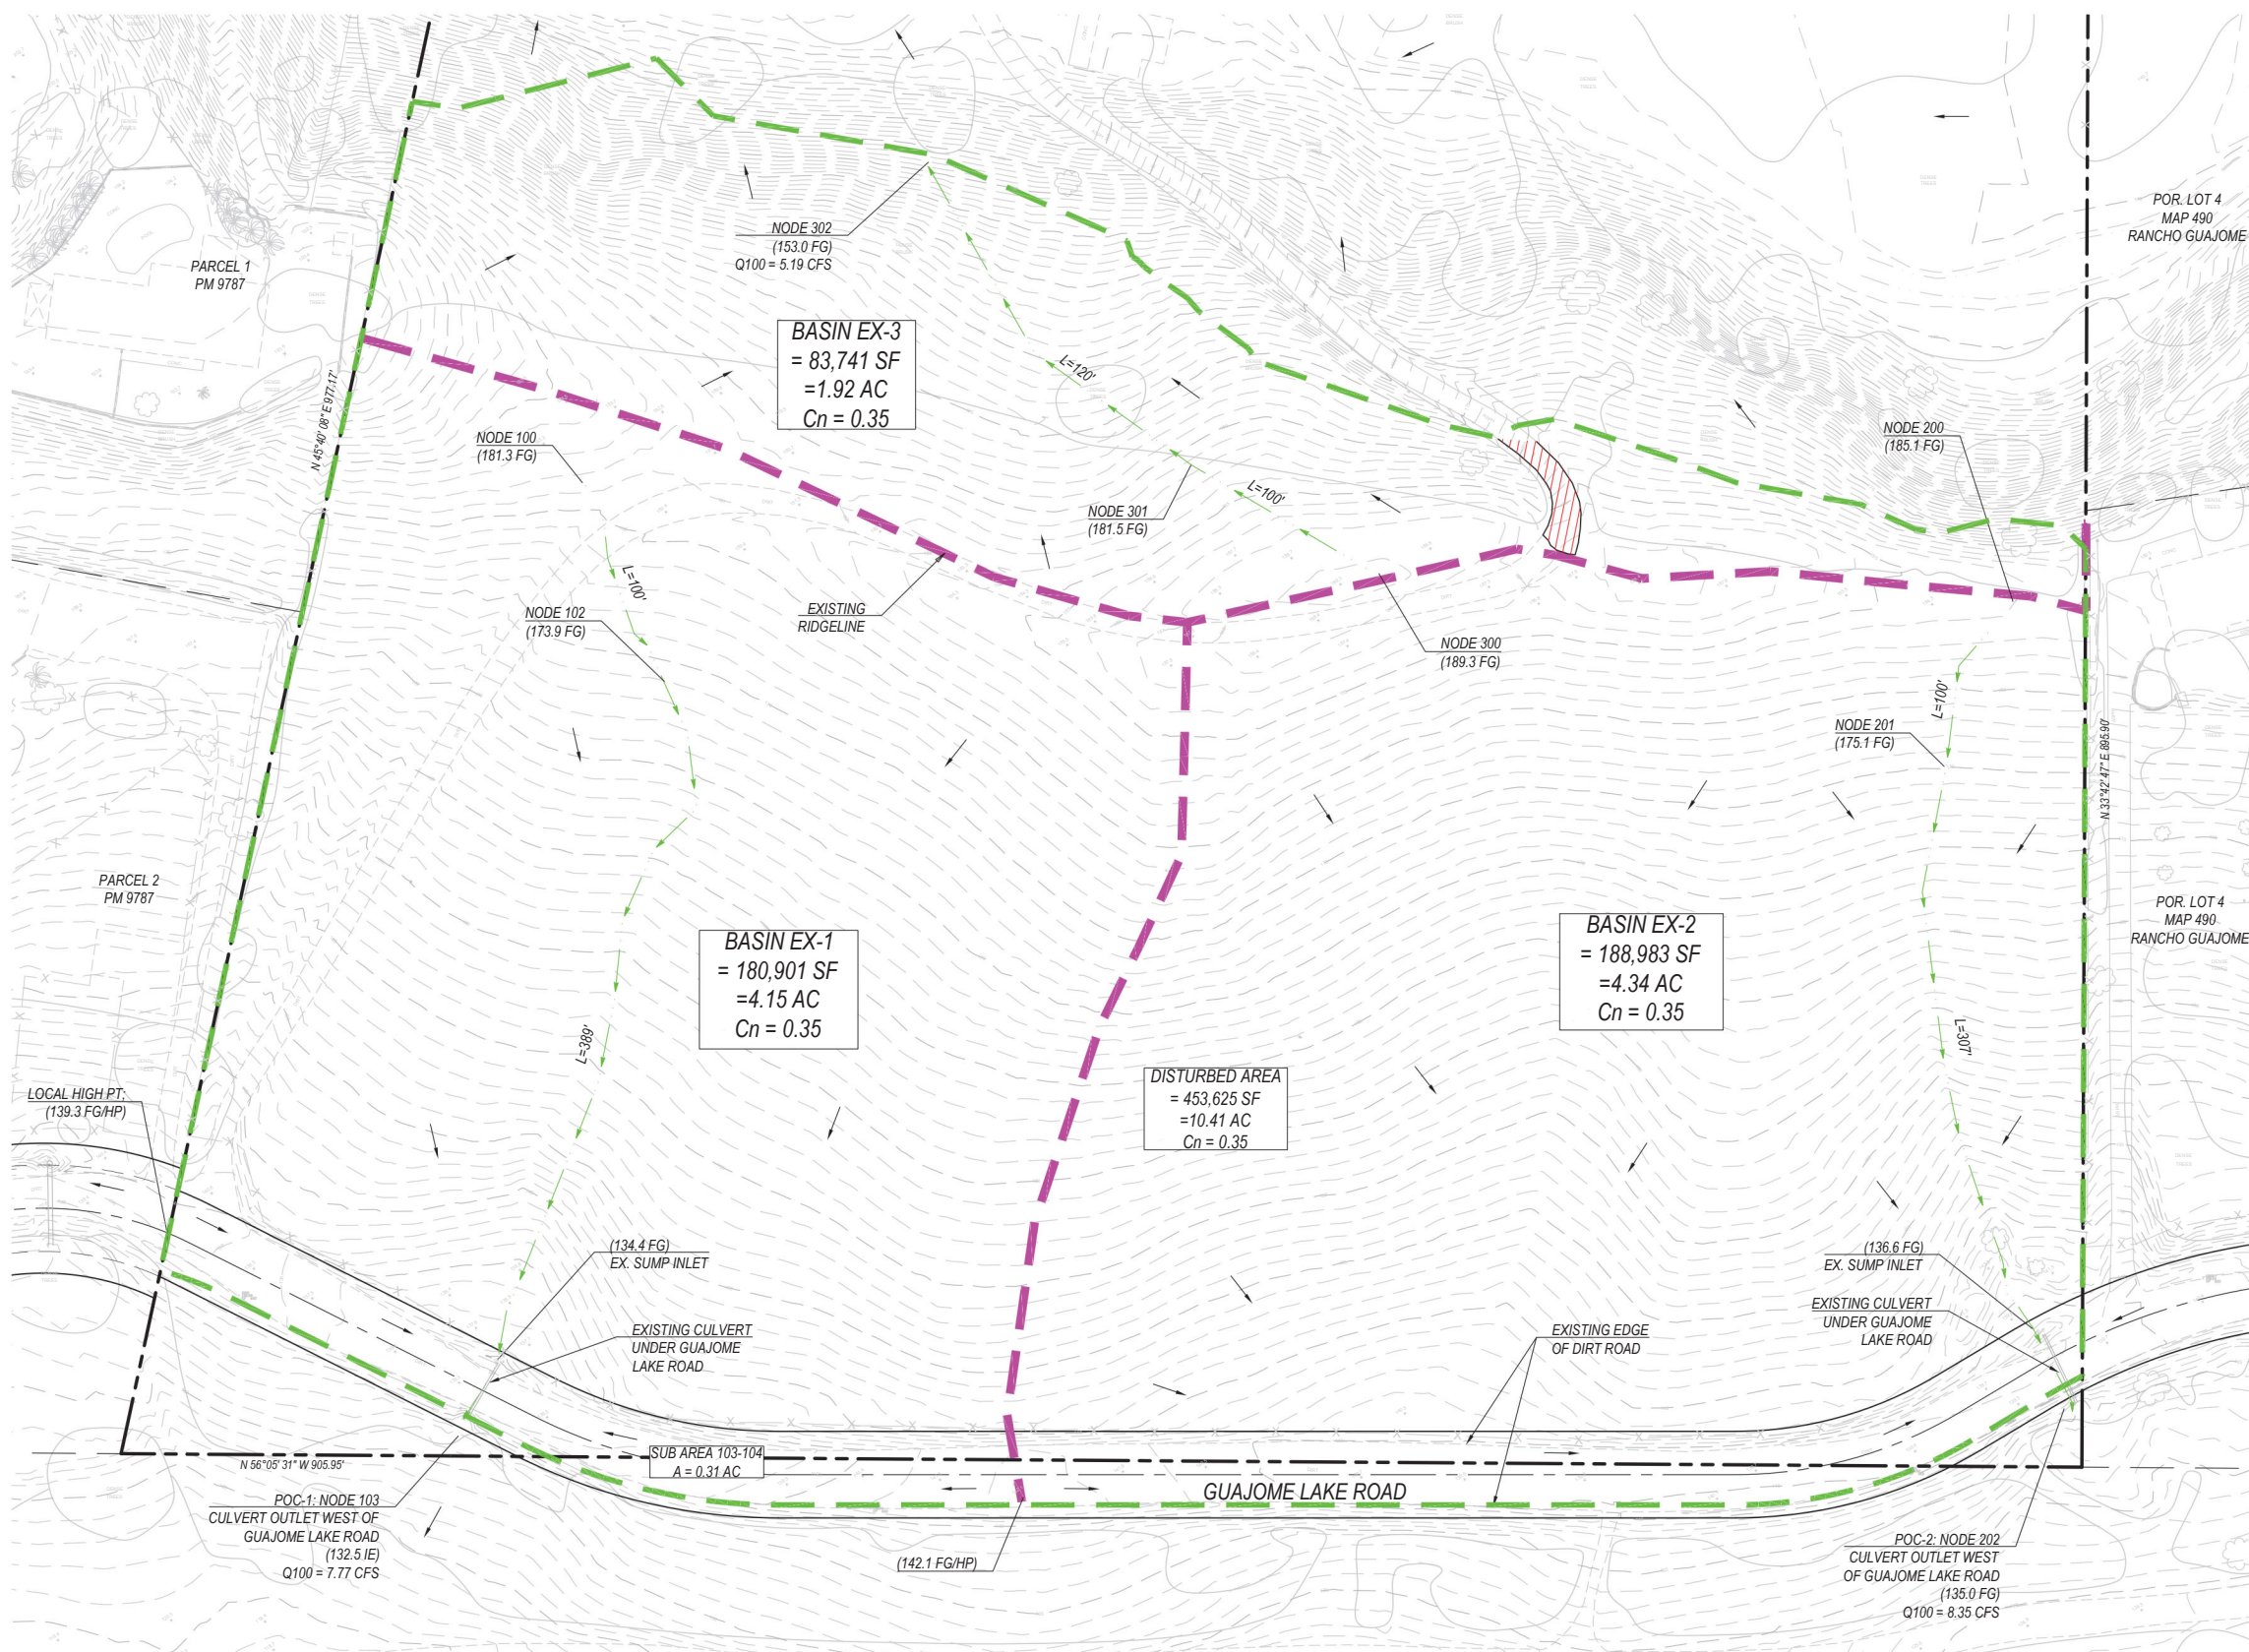 POR. LOT 4
MAP 490
RANCHO GUAJOME
NODE 302
(153.0 FG)
Q100 = 5.19 CFS
PARCEL 1
PM 9787
BASIN EX-3
= 83,741 SF
=1.92 AC
Cn = 0.35
L=120'
N 45°40' 06" E 977.17'
NODE 100
(181.3 FG)
NODE 200
(185.1 FG)
L=100'
NODE 301
(181.5 FG)
L=100'
NODE 102
(173.9 FG)
EXISTING
RIDGELINE
NODE 300
(189.3 FG)
L=100'
NODE 201
(175.1 FG)
N 33°42' 47" E 895.90'
PARCEL 2
PM 9787
BASIN EX-1
= 180,901 SF
=4.15 AC
Cn = 0.35
BASIN EX-2
= 188,983 SF
=4.34 AC
Cn = 0.35
POR. LOT 4
MAP 490
RANCHO GUAJOME
L=389'
L=307'
DISTURBED AREA
= 453,625 SF
=10.41 AC
Cn = 0.35
LOCAL HIGH PT;
(139.3 FG/HP)
(134.4 FG)
EX. SUMP INLET
(136.6 FG)
EX. SUMP INLET
EXISTING CULVERT
UNDER GUAJOME
LAKE ROAD
EXISTING EDGE
OF DIRT ROAD
EXISTING CULVERT
UNDER GUAJOME
LAKE ROAD
SUB AREA 103-104
A = 0.31 AC
N 56°05' 31" W 905.95'
GUAJOME LAKE ROAD
POC-1: NODE 103
CULVERT OUTLET WEST OF
GUAJOME LAKE ROAD
(132.5 IE)
Q100 = 7.77 CFS
(142.1 FG/HP)
POC-2: NODE 202
CULVERT OUTLET WEST
OF GUAJOME LAKE ROAD
(135.0 FG)
Q100 = 8.35 CFS